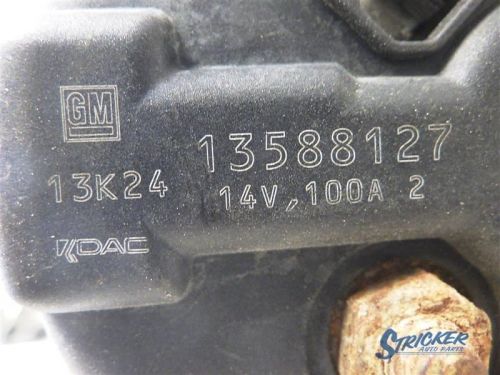 GM
13588127
13K24
14V, 100A 2
KDAC
STRICKER
AUTO PARTS